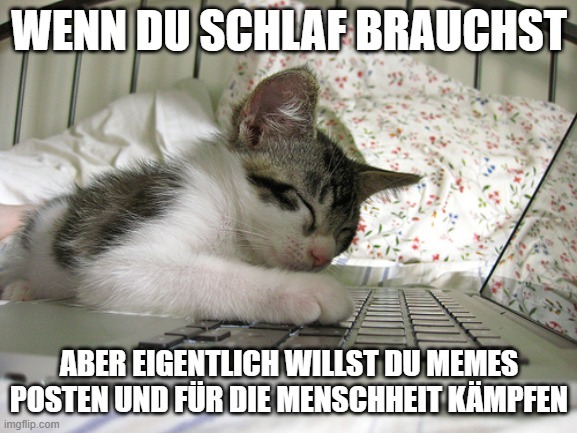 WENN DU SCHLAF BRAUCHST
ABER EIGENTLICH WILLST DU MEMES
POSTEN UND FÜR DIE MENSCHHEIT KÄMPFEN
imgflip.com